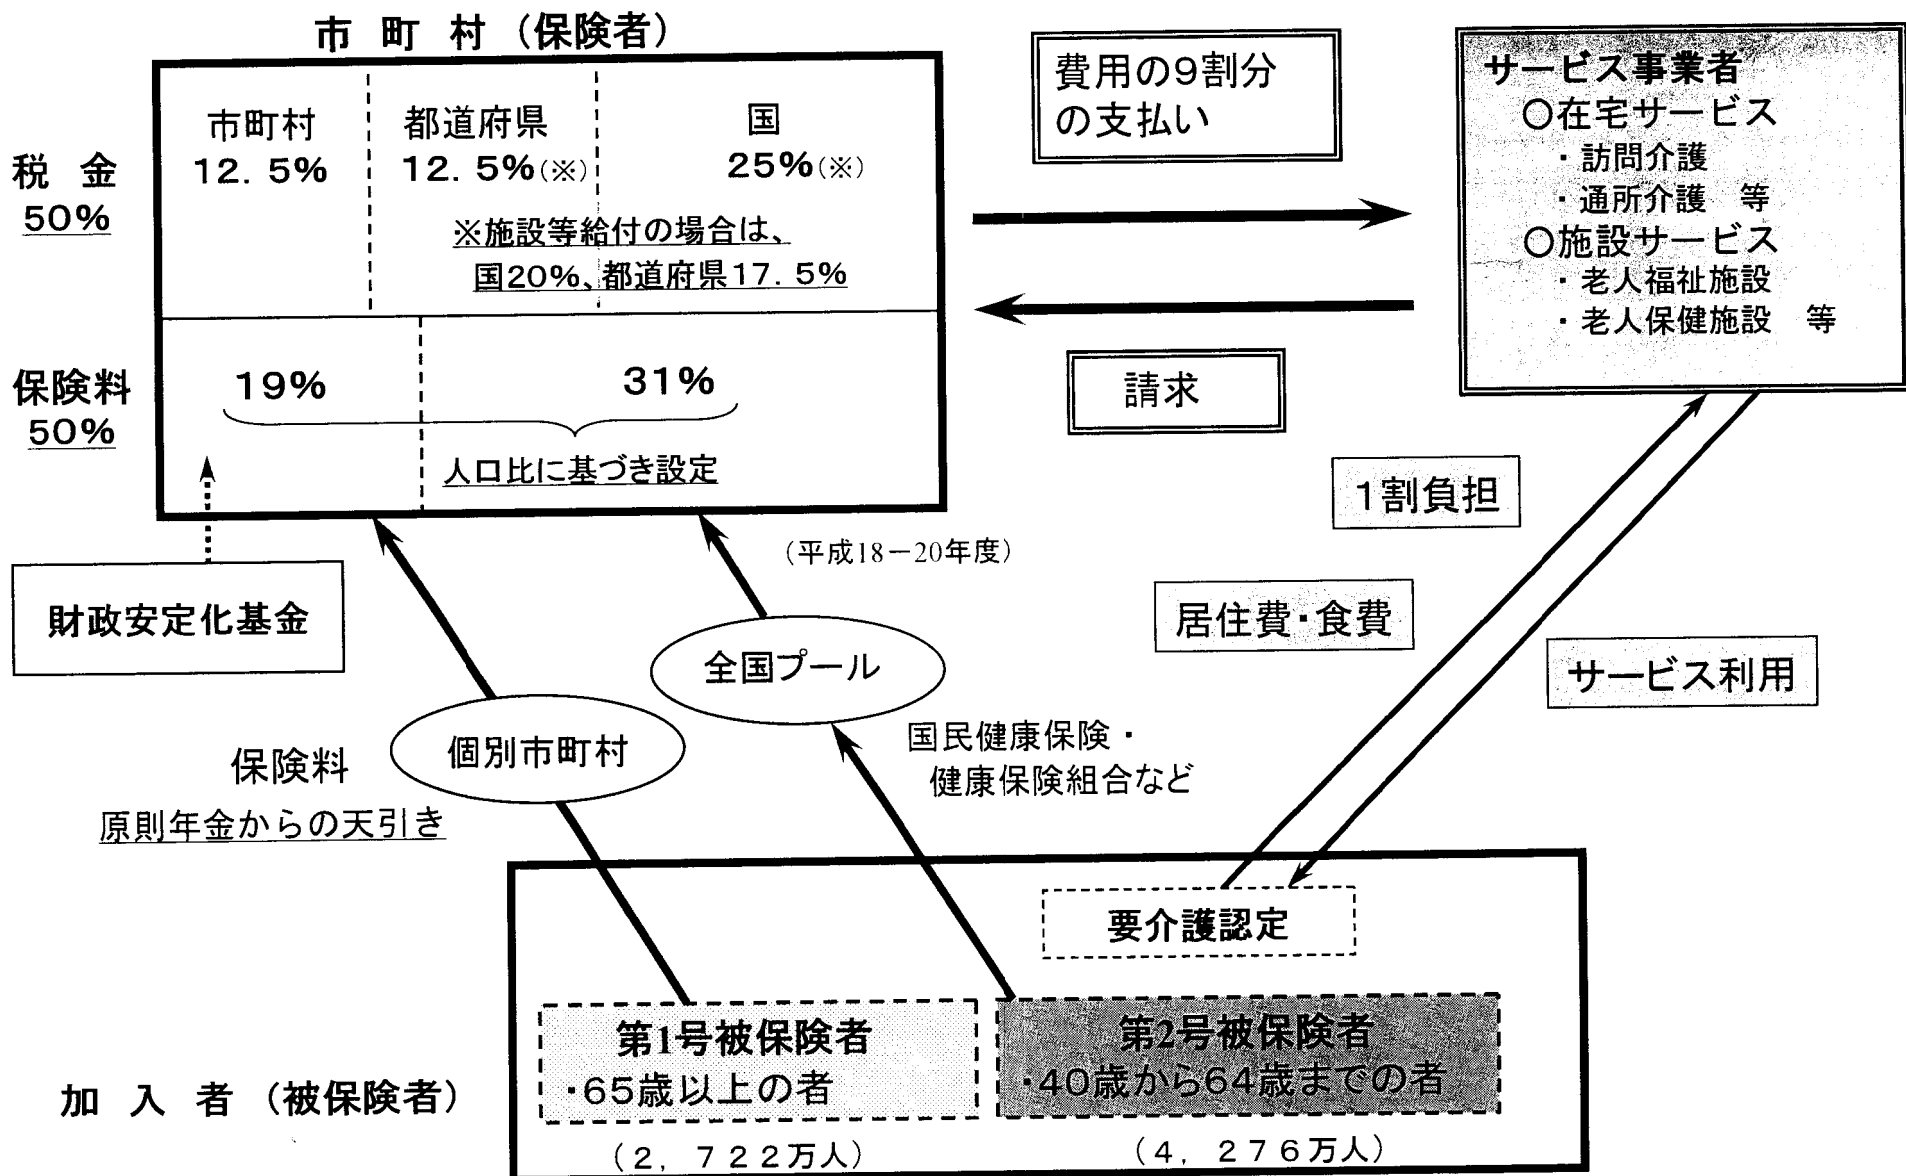 市 町 村 (保険者)
税 金
50%
市町村
12. 5%
都道府県
12. 5%(※)
国
25%(※)
※施設等給付の場合は、
国20%、都道府県17. 5%
保険料
50%
19%
31%
人口比に基づき設定
費用の9割分
の支払い
請求
サービス事業者
〇在宅サービス
・訪問介護
・通所介護 等
〇施設サービス
・老人福祉施設
・老人保健施設 等
財政安定化基金
(平成18-20年度)
全国プール
個別市町村
保険料
原則年金からの天引き
国民健康保険・
健康保険組合など
1割負担
居住費・食費
サービス利用
要介護認定
加 入 者 (被保険者)
第1号被保険者
・65歳以上の者
(2, 722万人)
第2号被保険者
・40歳から64歳までの者
(4, 276万人)